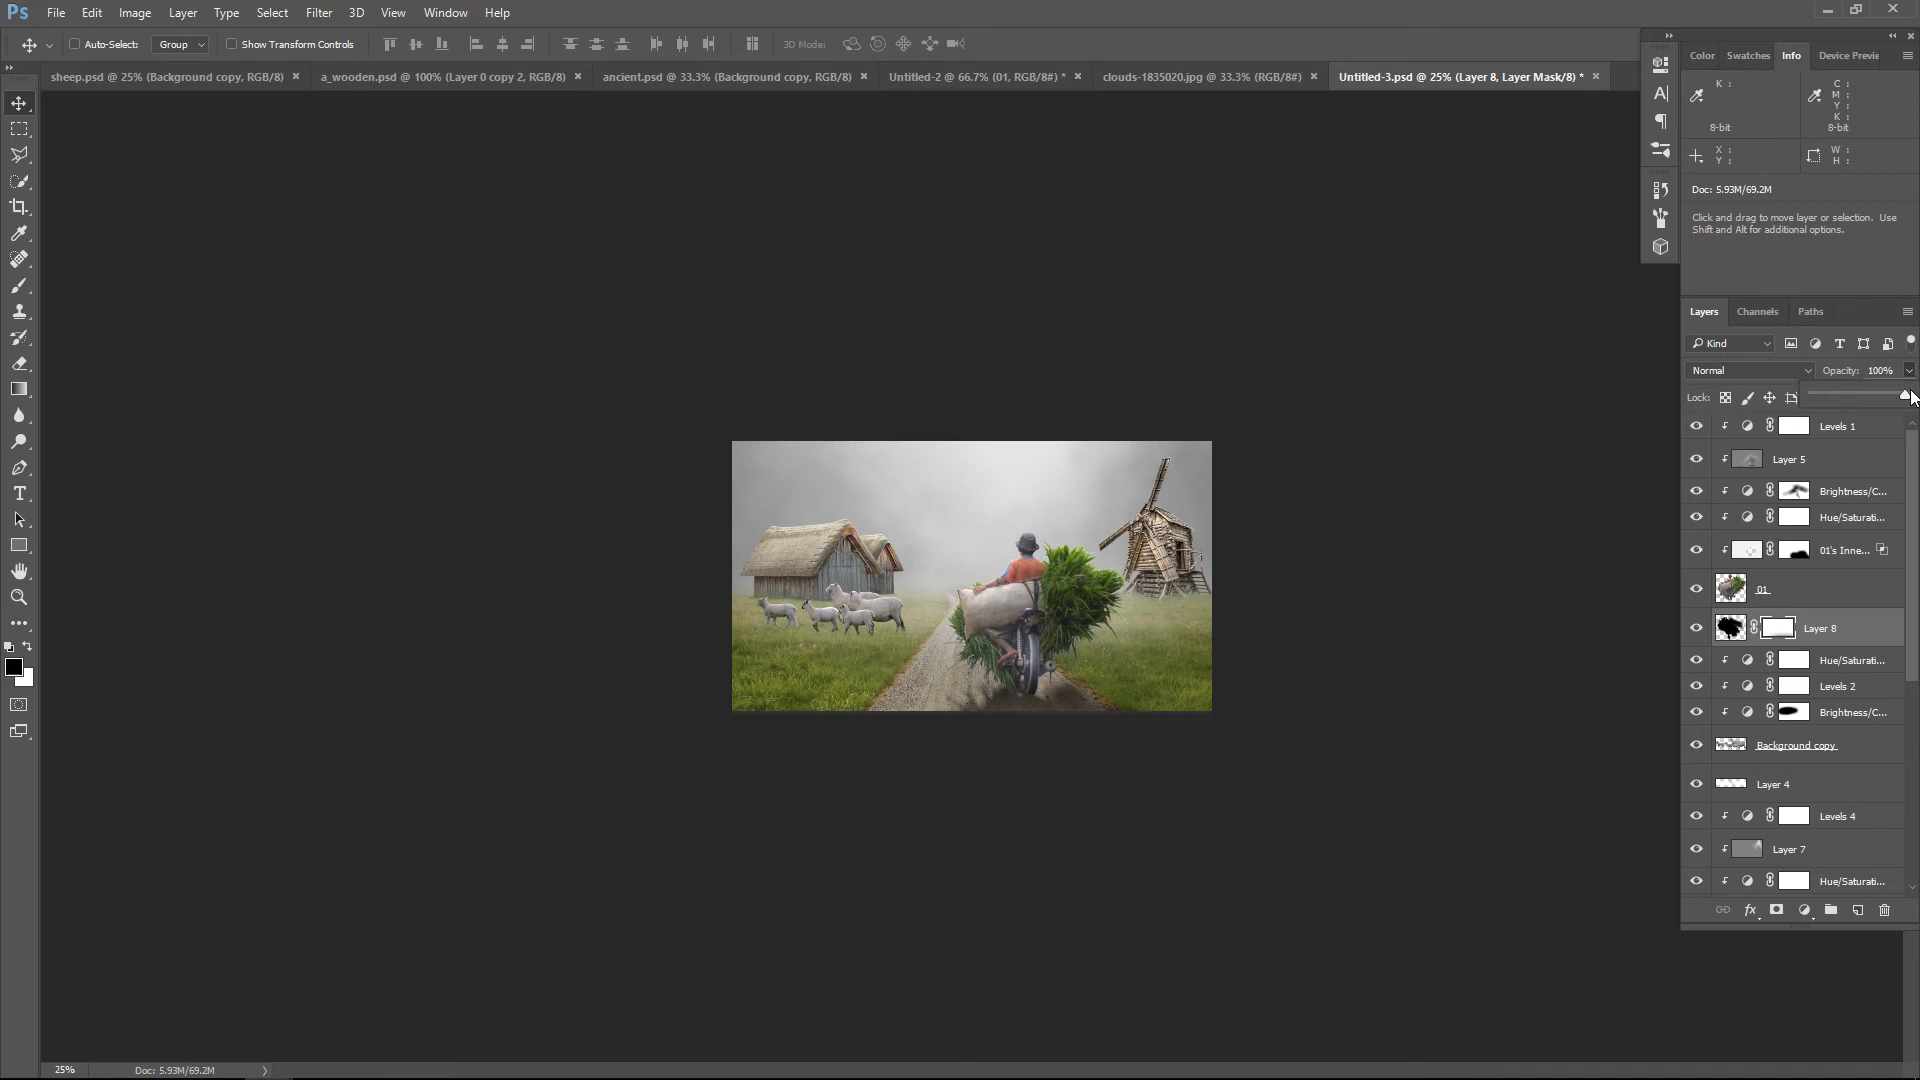 Ps File Edit Image Layer Type Select Filter 3D View Window Help
Auto-Select: Group Show Transform Controls 3D Mode:
sheep.psd @ 25% (Background copy, RGB/8) × a_wooden.psd @ 100% (Layer 0 copy 2, RGB/8) × ancient.psd @ 33.3% (Background copy, RGB/8) × Untitled-2 @ 66.7% (01, RGB/8#) * × clouds-1835020.jpg @ 33.3% (RGB/8#) × Untitled-3.psd @ 25% (Layer 8, Layer Mask/8) * ×
Color Swatches Info Device Previe
K : C :
M :
Y :
K :
8-bit 8-bit
X : W :
Y : H :
Doc: 5.93M/69.2M
Click and drag to move layer or selection. Use
Shift and Alt for additional options.
Layers Channels Paths
Kind
Normal Opacity: 100%
Lock:
Levels 1
Layer 5
Brightness/C...
Hue/Saturati...
01's Inne...
01
Layer 8
Hue/Saturati...
Levels 2
Brightness/C...
Background copy
Layer 4
Levels 4
Layer 7
Hue/Saturati...
fx
25% Doc: 5.93M/69.2M